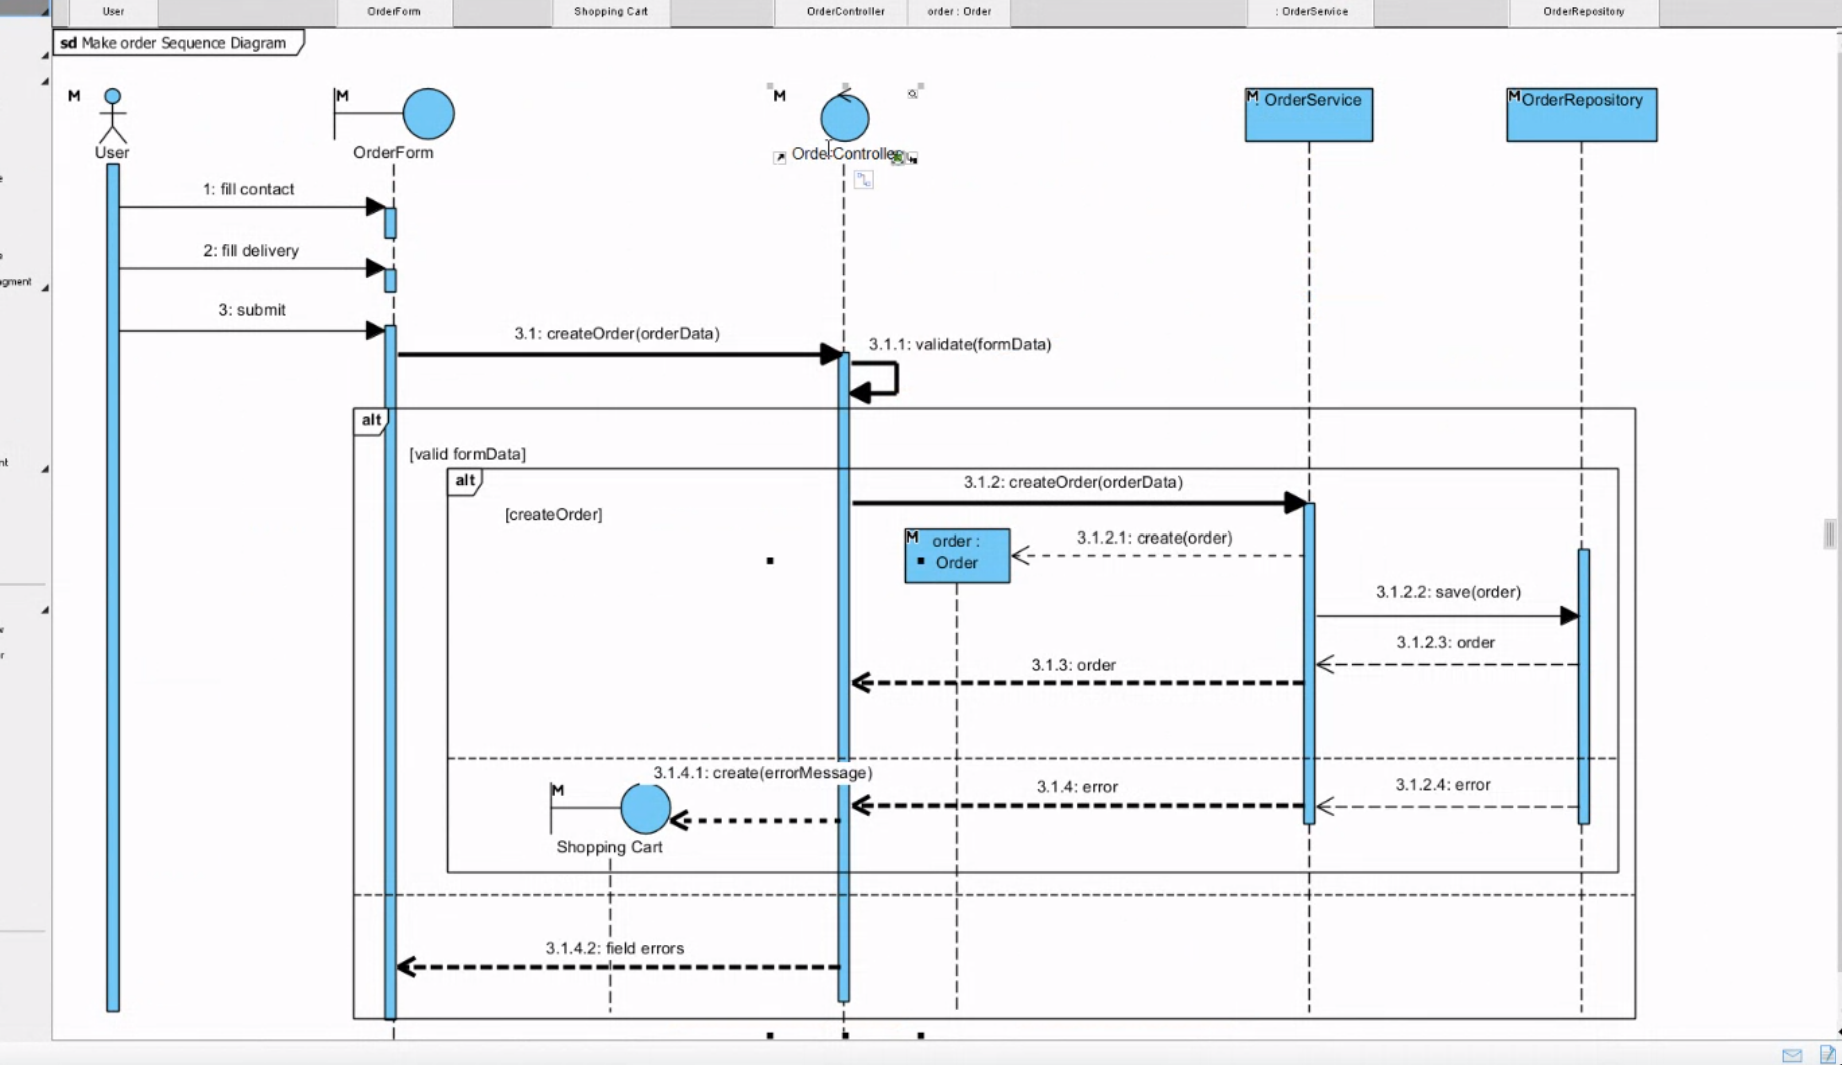 User
OrderForm
Shopping Cart
OrderController
order : Order
: OrderService
OrderRepository
sd Make order Sequence Diagram
M
M
M
M OrderService
M OrderRepository
User
OrderForm
OrderController
1: fill contact
2: fill delivery
3: submit
3.1: createOrder(orderData)
3.1.1: validate(formData)
alt
[valid formData]
alt
3.1.2: createOrder(orderData)
[createOrder]
M
order :
Order
3.1.2.1: create(order)
3.1.2.2: save(order)
3.1.2.3: order
3.1.3: order
3.1.4.1: create(errorMessage)
3.1.4: error
3.1.2.4: error
M
Shopping Cart
3.1.4.2: field errors